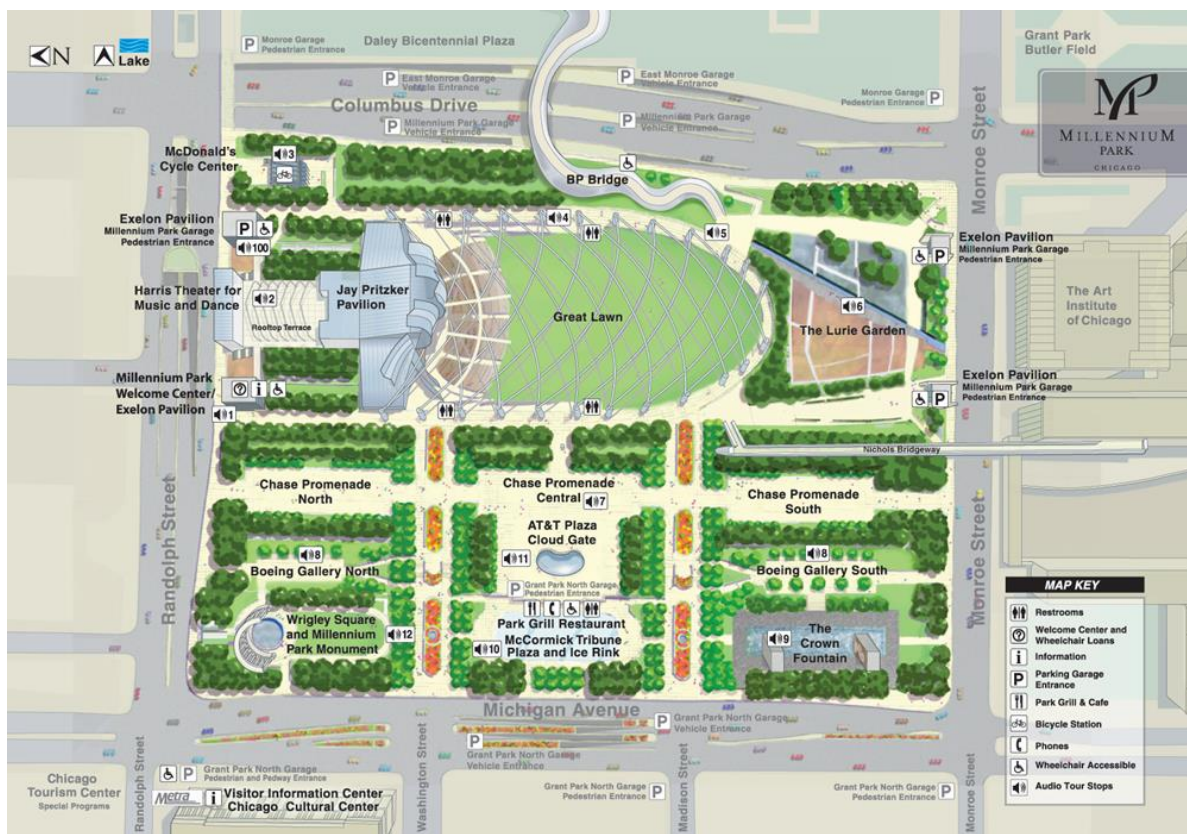 N
Lake
P Monroe Garage
Pedestrian Entrance
Daley Bicentennial Plaza
P East Monroe Garage
Vehicle Entrance
P East Monroe Garage
Vehicle Entrance
Monroe Garage
Pedestrian Entrance P
Grant Park
Butler Field
Columbus Drive
P Millennium Park Garage
Vehicle Entrance
P Millennium Park Garage
Vehicle Entrance
Monroe Street
MILLENNIUM
PARK
CHICAGO
McDonald's
Cycle Center
3
BP Bridge
Exelon Pavilion
Millennium Park Garage
Pedestrian Entrance
P
100
4
5
Exelon Pavilion
Millennium Park Garage
Pedestrian Entrance
P
Harris Theater for
Music and Dance
2
Rooftop Terrace
Jay Pritzker
Pavilion
Great Lawn
6
The Lurie Garden
The Art
Institute
of Chicago
Millennium Park
Welcome Center/
Exelon Pavilion
? i
1
Exelon Pavilion
Millennium Park Garage
Pedestrian Entrance
P
Nichols Bridgeway
Randolph Street
Chase Promenade
North
Chase Promenade
Central 7
Chase Promenade
South
AT&T Plaza
Cloud Gate
11
8
Boeing Gallery North
8
Boeing Gallery South
P Grant Park North Garage
Pedestrian Entrance
Wrigley Square
and Millennium
Park Monument
12
Park Grill Restaurant
McCormick Tribune
Plaza and Ice Rink
10
9
The
Crown
Fountain
Monroe Street
MAP KEY
Restrooms
? Welcome Center and
Wheelchair Loans
i Information
P Parking Garage
Entrance
Park Grill & Cafe
Bicycle Station
Phones
Wheelchair Accessible
Audio Tour Stops
Michigan Avenue
P Grant Park North Garage
Vehicle Entrance
P
Grant Park North Garage
Vehicle Entrance
Chicago
Tourism Center
Special Programs
Randolph Street
P Grant Park North Garage
Pedestrian and Pedway Entrance
Metra i Visitor Information Center
Chicago Cultural Center
Washington Street
Grant Park North Garage
Pedestrian Entrance P
Madison Street
Grant Park North Garage
Pedestrian Entrance P
Monroe Street